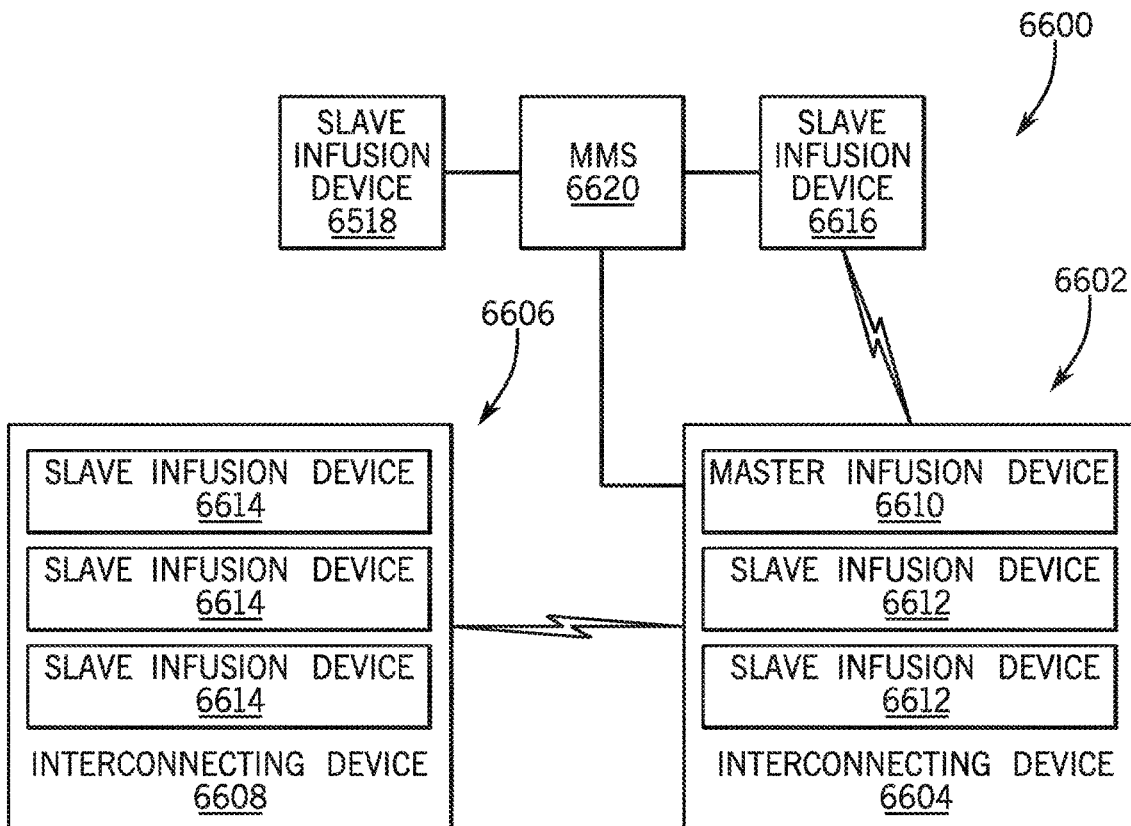 6600
SLAVE
INFUSION
DEVICE
6518
MMS
6620
SLAVE
INFUSION
DEVICE
6616
6606
6602
SLAVE INFUSION DEVICE
6614
SLAVE INFUSION DEVICE
6614
SLAVE INFUSION DEVICE
6614
INTERCONNECTING DEVICE
6608
MASTER INFUSION DEVICE
6610
SLAVE INFUSION DEVICE
6612
SLAVE INFUSION DEVICE
6612
INTERCONNECTING DEVICE
6604